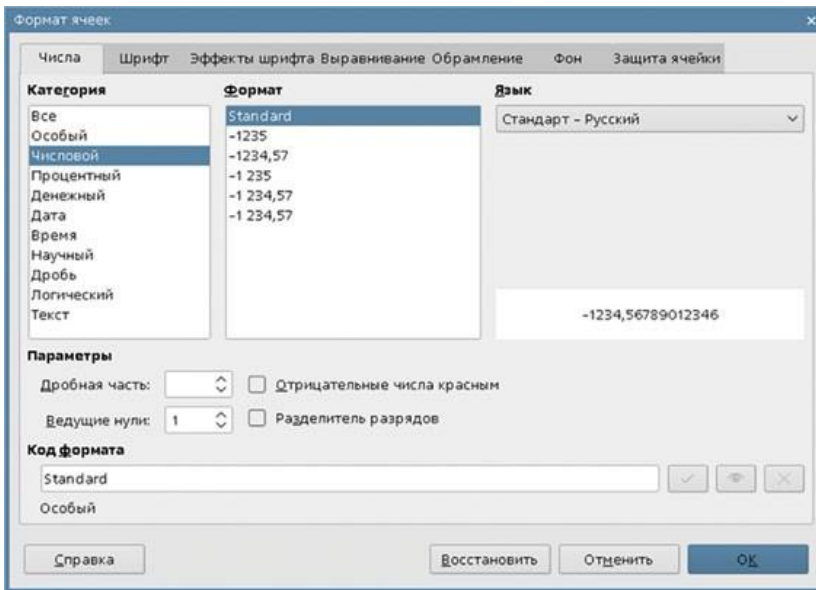 Формат ячеек
Числа Шрифт Эффекты шрифта Выравнивание Обрамление Фон Защита ячейки
Категория
Все
Особый
Числовой
Процентный
Денежный
Дата
Время
Научный
Дробь
Логический
Текст
Формат
Standard
-1235
-1234,57
-1 235
-1 234,57
-1 234,57
Язык
Стандарт – Русский
-1234,56789012346
Параметры
Дробная часть: Отрицательные числа красным
Ведущие нули: 1 Разделитель разрядов
Код формата
Standard
Особый
Справка Восстановить Отменить OK